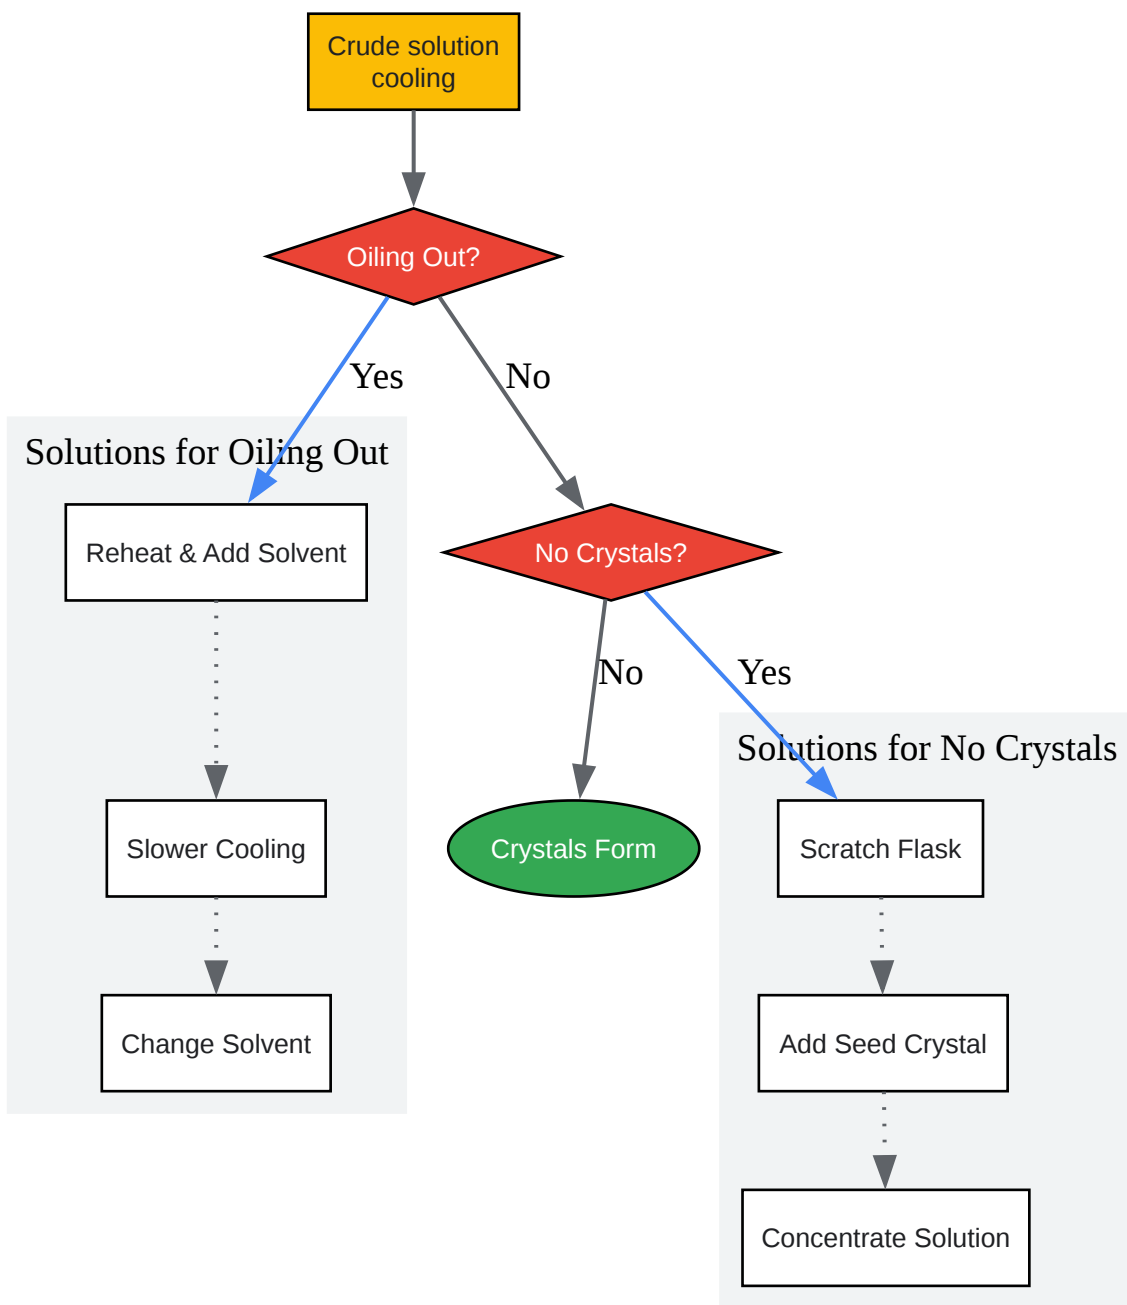 Crude solution
cooling
Oiling Out?
Yes
No
Solutions for Oiling Out
Reheat & Add Solvent
No Crystals?
No
Yes
Solutions for No Crystals
Slower Cooling
Crystals Form
Scratch Flask
Change Solvent
Add Seed Crystal
Concentrate Solution